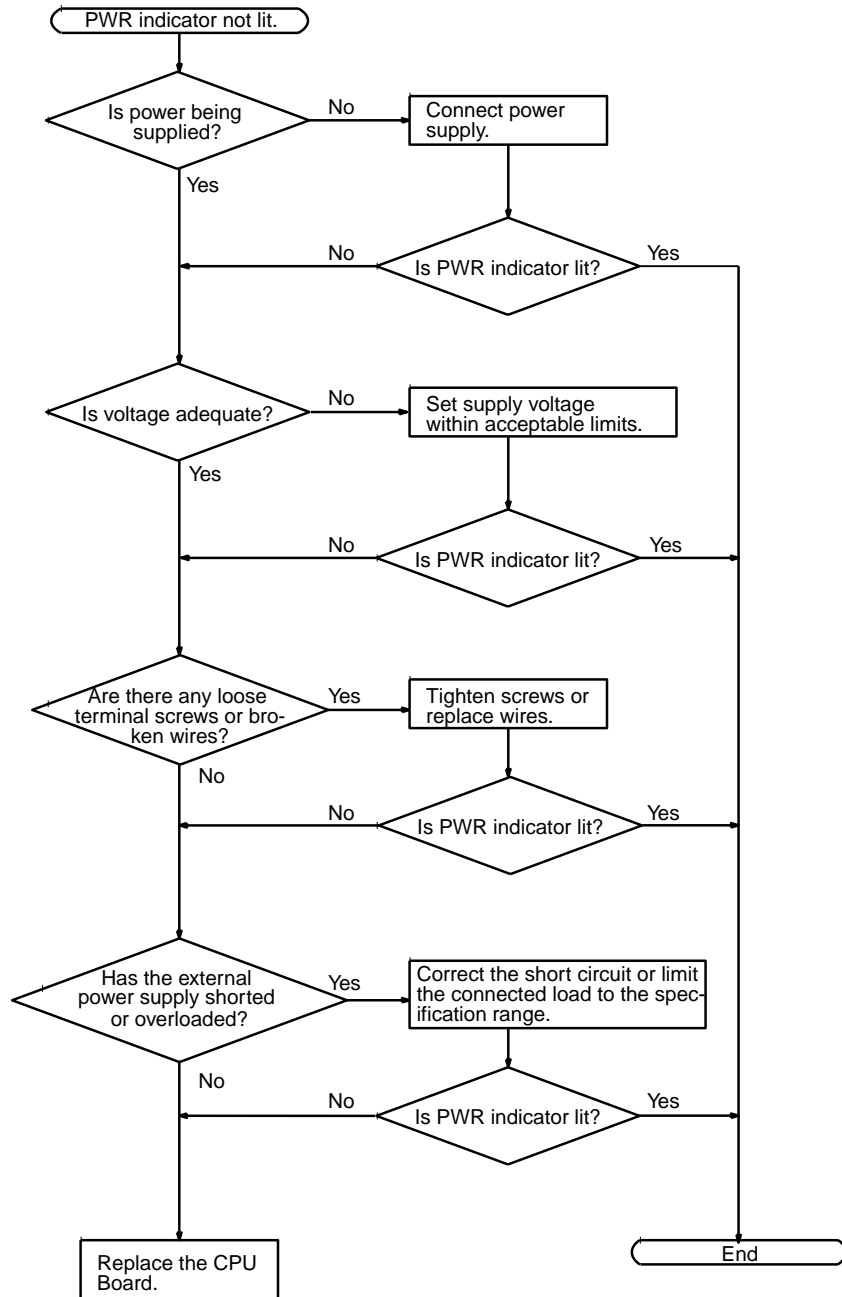 PWR indicator not lit.
Is power being
supplied?
No
Connect power
supply.
Yes
No
Is PWR indicator lit?
Yes
Is voltage adequate?
No
Set supply voltage
within acceptable limits.
Yes
No
Is PWR indicator lit?
Yes
Are there any loose
terminal screws or bro-
ken wires?
Yes
Tighten screws or
replace wires.
No
No
Is PWR indicator lit?
Yes
Has the external
power supply shorted
or overloaded?
Yes
Correct the short circuit or limit
the connected load to the spec-
ification range.
No
No
Is PWR indicator lit?
Yes
Replace the CPU
Board.
End